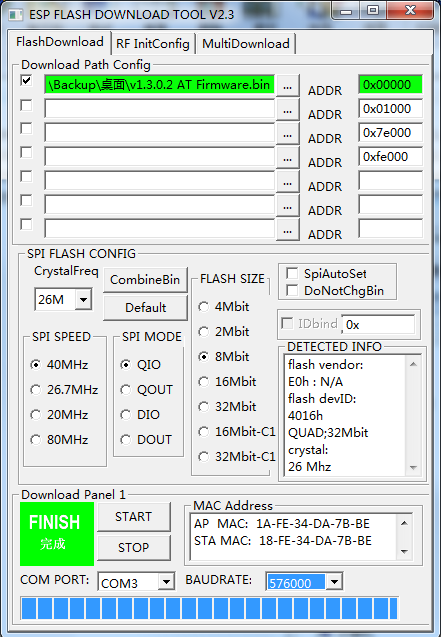 ESP FLASH DOWNLOAD TOOL V2.3
FlashDownload RF InitConfig MultiDownload
Download Path Config
\Backup\桌面\v1.3.0.2 AT Firmware.bin ... ADDR 0x00000
... ADDR 0x01000
... ADDR 0x7e000
... ADDR 0xfe000
... ADDR
... ADDR
... ADDR
SPI FLASH CONFIG
CrystalFreq
26M
CombineBin
Default
SPI SPEED
40MHz
26.7MHz
20MHz
80MHz
SPI MODE
QIO
QOUT
DIO
DOUT
FLASH SIZE
4Mbit
2Mbit
8Mbit
16Mbit
32Mbit
16Mbit-C1
32Mbit-C1
SpiAutoSet
DoNotChgBin
IDbind 0x
DETECTED INFO
flash vendor:
E0h : N/A
flash devID:
4016h
QUAD;32Mbit
crystal:
26 Mhz
Download Panel 1
FINISH
完成
START
STOP
MAC Address
AP MAC: 1A-FE-34-DA-7B-BE
STA MAC: 18-FE-34-DA-7B-BE
COM PORT: COM3 BAUDRATE: 576000